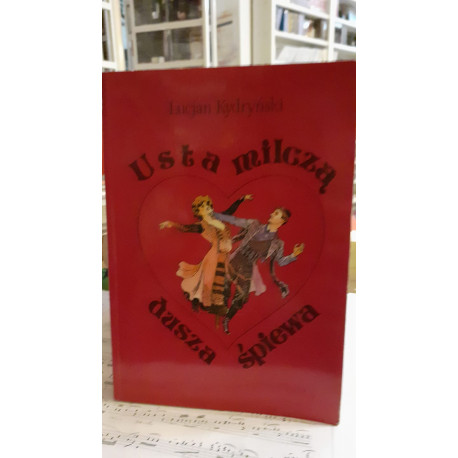 Lucjan Kydryński
Usta milczą
dusza śpiewa